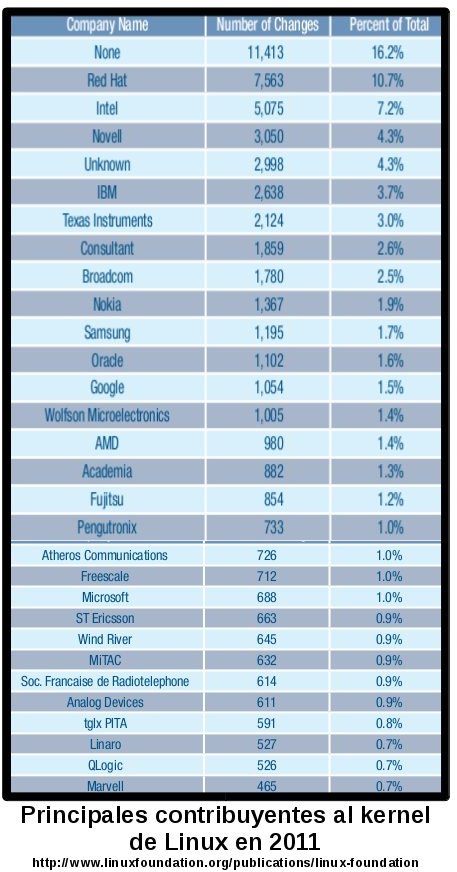 Company Name Number of Changes Percent of Total
None 11,413 16.2%
Red Hat 7,563 10.7%
Intel 5,075 7.2%
Novell 3,050 4.3%
Unknown 2,998 4.3%
IBM 2,638 3.7%
Texas Instruments 2,124 3.0%
Consultant 1,859 2.6%
Broadcom 1,780 2.5%
Nokia 1,367 1.9%
Samsung 1,195 1.7%
Oracle 1,102 1.6%
Google 1,054 1.5%
Wolfson Microelectronics 1,005 1.4%
AMD 980 1.4%
Academia 882 1.3%
Fujitsu 854 1.2%
Pengutronix 733 1.0%
Atheros Communications 726 1.0%
Freescale 712 1.0%
Microsoft 688 1.0%
ST Ericsson 663 0.9%
Wind River 645 0.9%
MiTAC 632 0.9%
Soc. Francaise de Radiotelephone 614 0.9%
Analog Devices 611 0.9%
tglx PITA 591 0.8%
Linaro 527 0.7%
QLogic 526 0.7%
Marvell 465 0.7%
Principales contribuyentes al kernel
de Linux en 2011
http://www.linuxfoundation.org/publications/linux-foundation